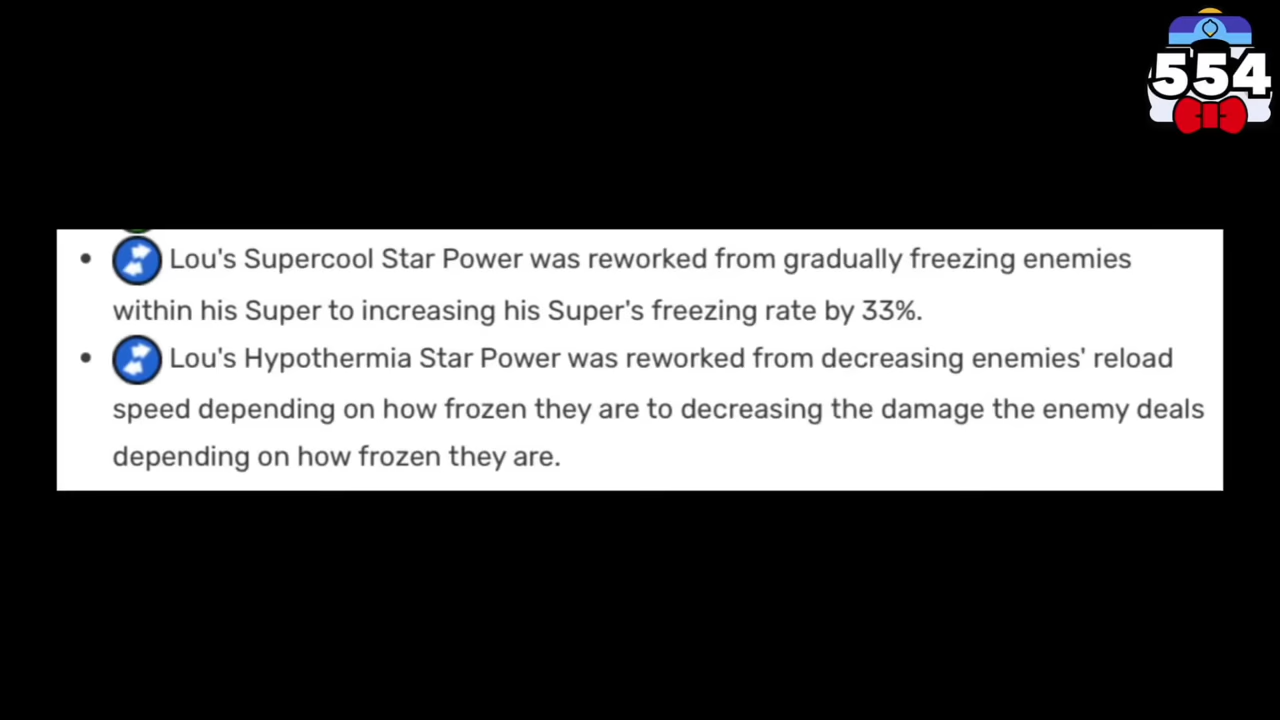 554
• Lou's Supercool Star Power was reworked from gradually freezing enemies
within his Super to increasing his Super's freezing rate by 33%.
• Lou's Hypothermia Star Power was reworked from decreasing enemies' reload
speed depending on how frozen they are to decreasing the damage the enemy deals
depending on how frozen they are.